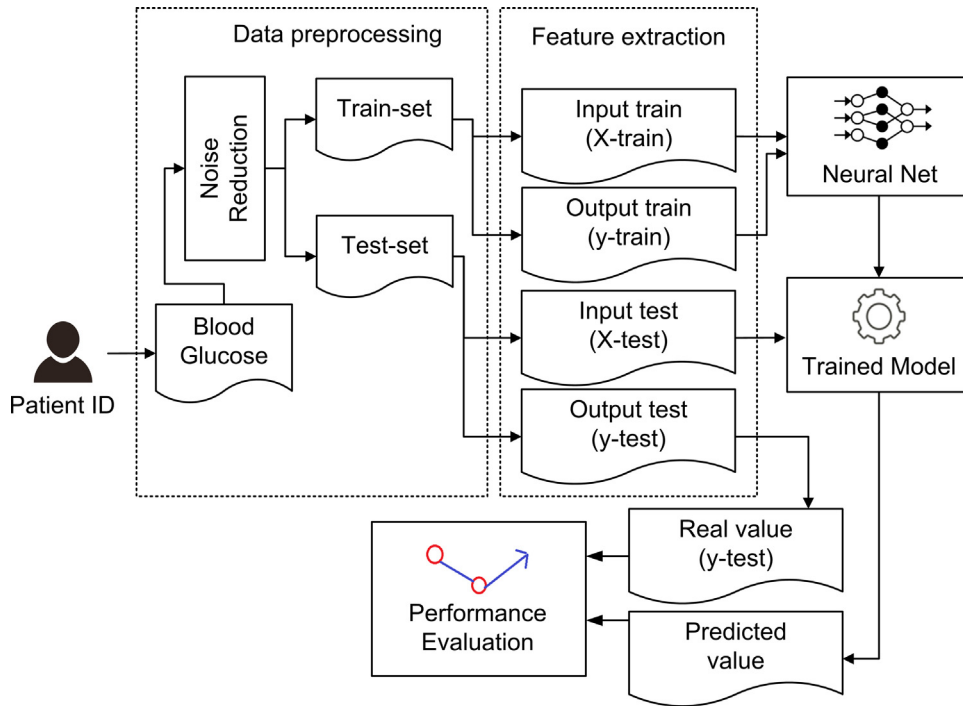 Data preprocessing
Feature extraction
Noise
Reduction
Train-set
Test-set
Blood
Glucose
Patient ID
Input train
(X-train)
Output train
(y-train)
Input test
(X-test)
Output test
(y-test)
Neural Net
Trained Model
Real value
(y-test)
Predicted
value
Performance
Evaluation